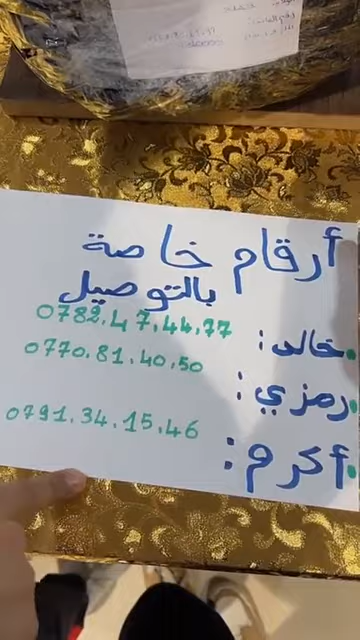 أرقام خاصة
بالتوصيل
خالد: 0782.47.44.77
رمزي: 0770.81.40.50
أكرم: 0791.34.15.46